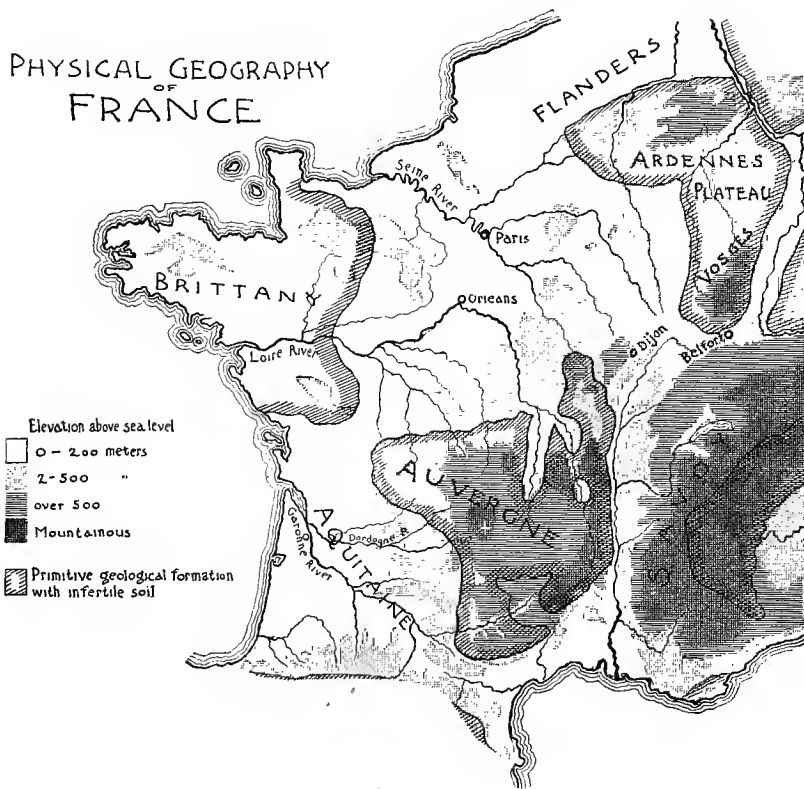 PHYSICAL GEOGRAPHY
OF
FRANCE
FLANDERS
ARDENNES
PLATEAU
VOSGES
Seine River
Paris
BRITTANY
Orleans
Loire River
Dijon
Belfort
Elevation above sea level
0 - 200 meters
2-500 "
over 500
Mountainous
Primitive geological formation
with infertile soil
AUVERGNE
AQUITAINE
Dordogne R.
Garonne River